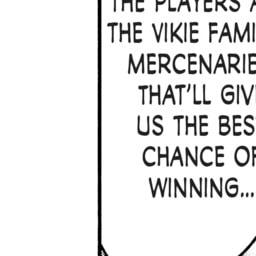 THE PLAYERS A
THE VIKIE FAMI
MERCENARIE
THAT'LL GIV
US THE BES
CHANCE OF
WINNING...